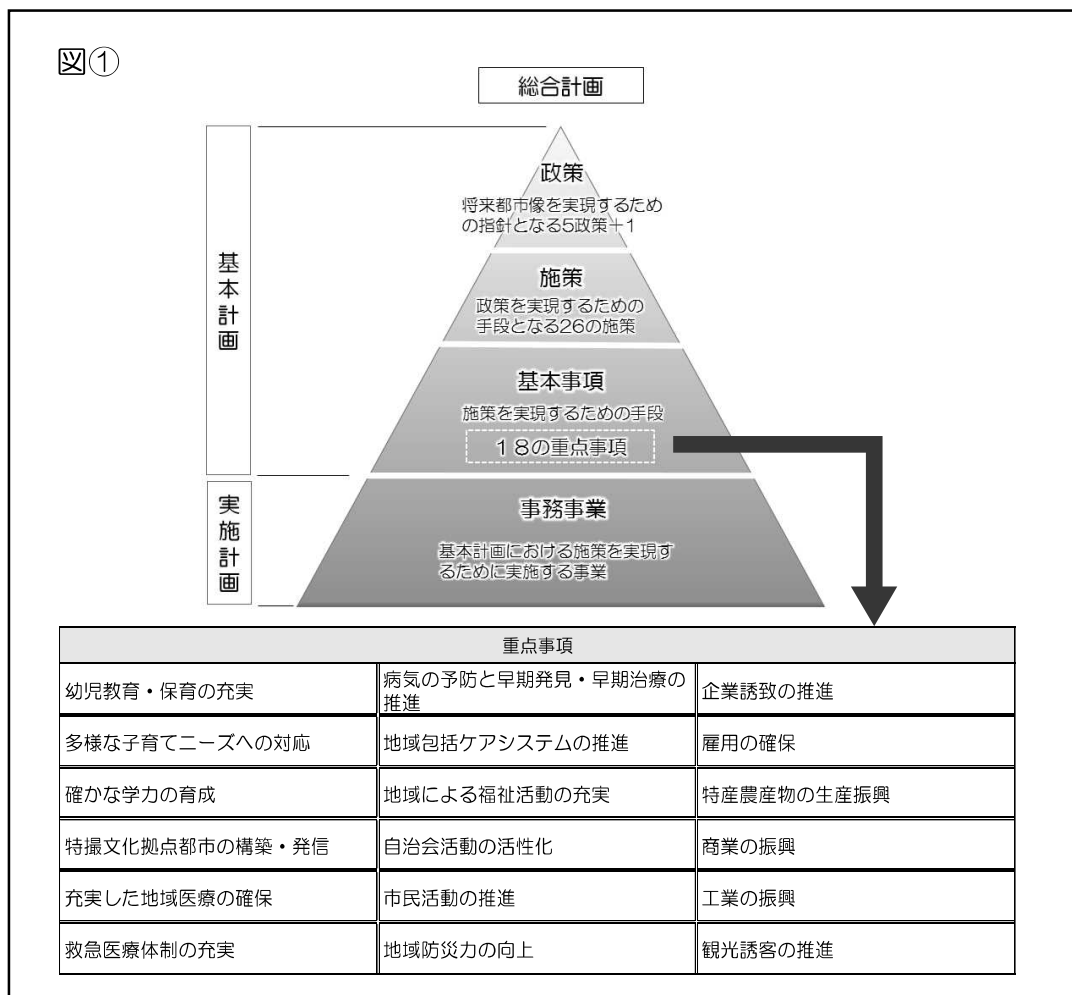 図①
総合計画
基本計画
政策
将来都市像を実現するため
の指針となる5政策＋1
施策
政策を実現するための
手段となる26の施策
基本事項
施策を実現するための手段
１８の重点事項
実施計画
事務事業
基本計画における施策を実現す
るために実施する事業
重点事項
幼児教育・保育の充実
病気の予防と早期発見・早期治療の
推進
企業誘致の推進
多様な子育てニーズへの対応
地域包括ケアシステムの推進
雇用の確保
確かな学力の育成
地域による福祉活動の充実
特産農産物の生産振興
特撮文化拠点都市の構築・発信
自治会活動の活性化
商業の振興
充実した地域医療の確保
市民活動の推進
工業の振興
救急医療体制の充実
地域防災力の向上
観光誘客の推進